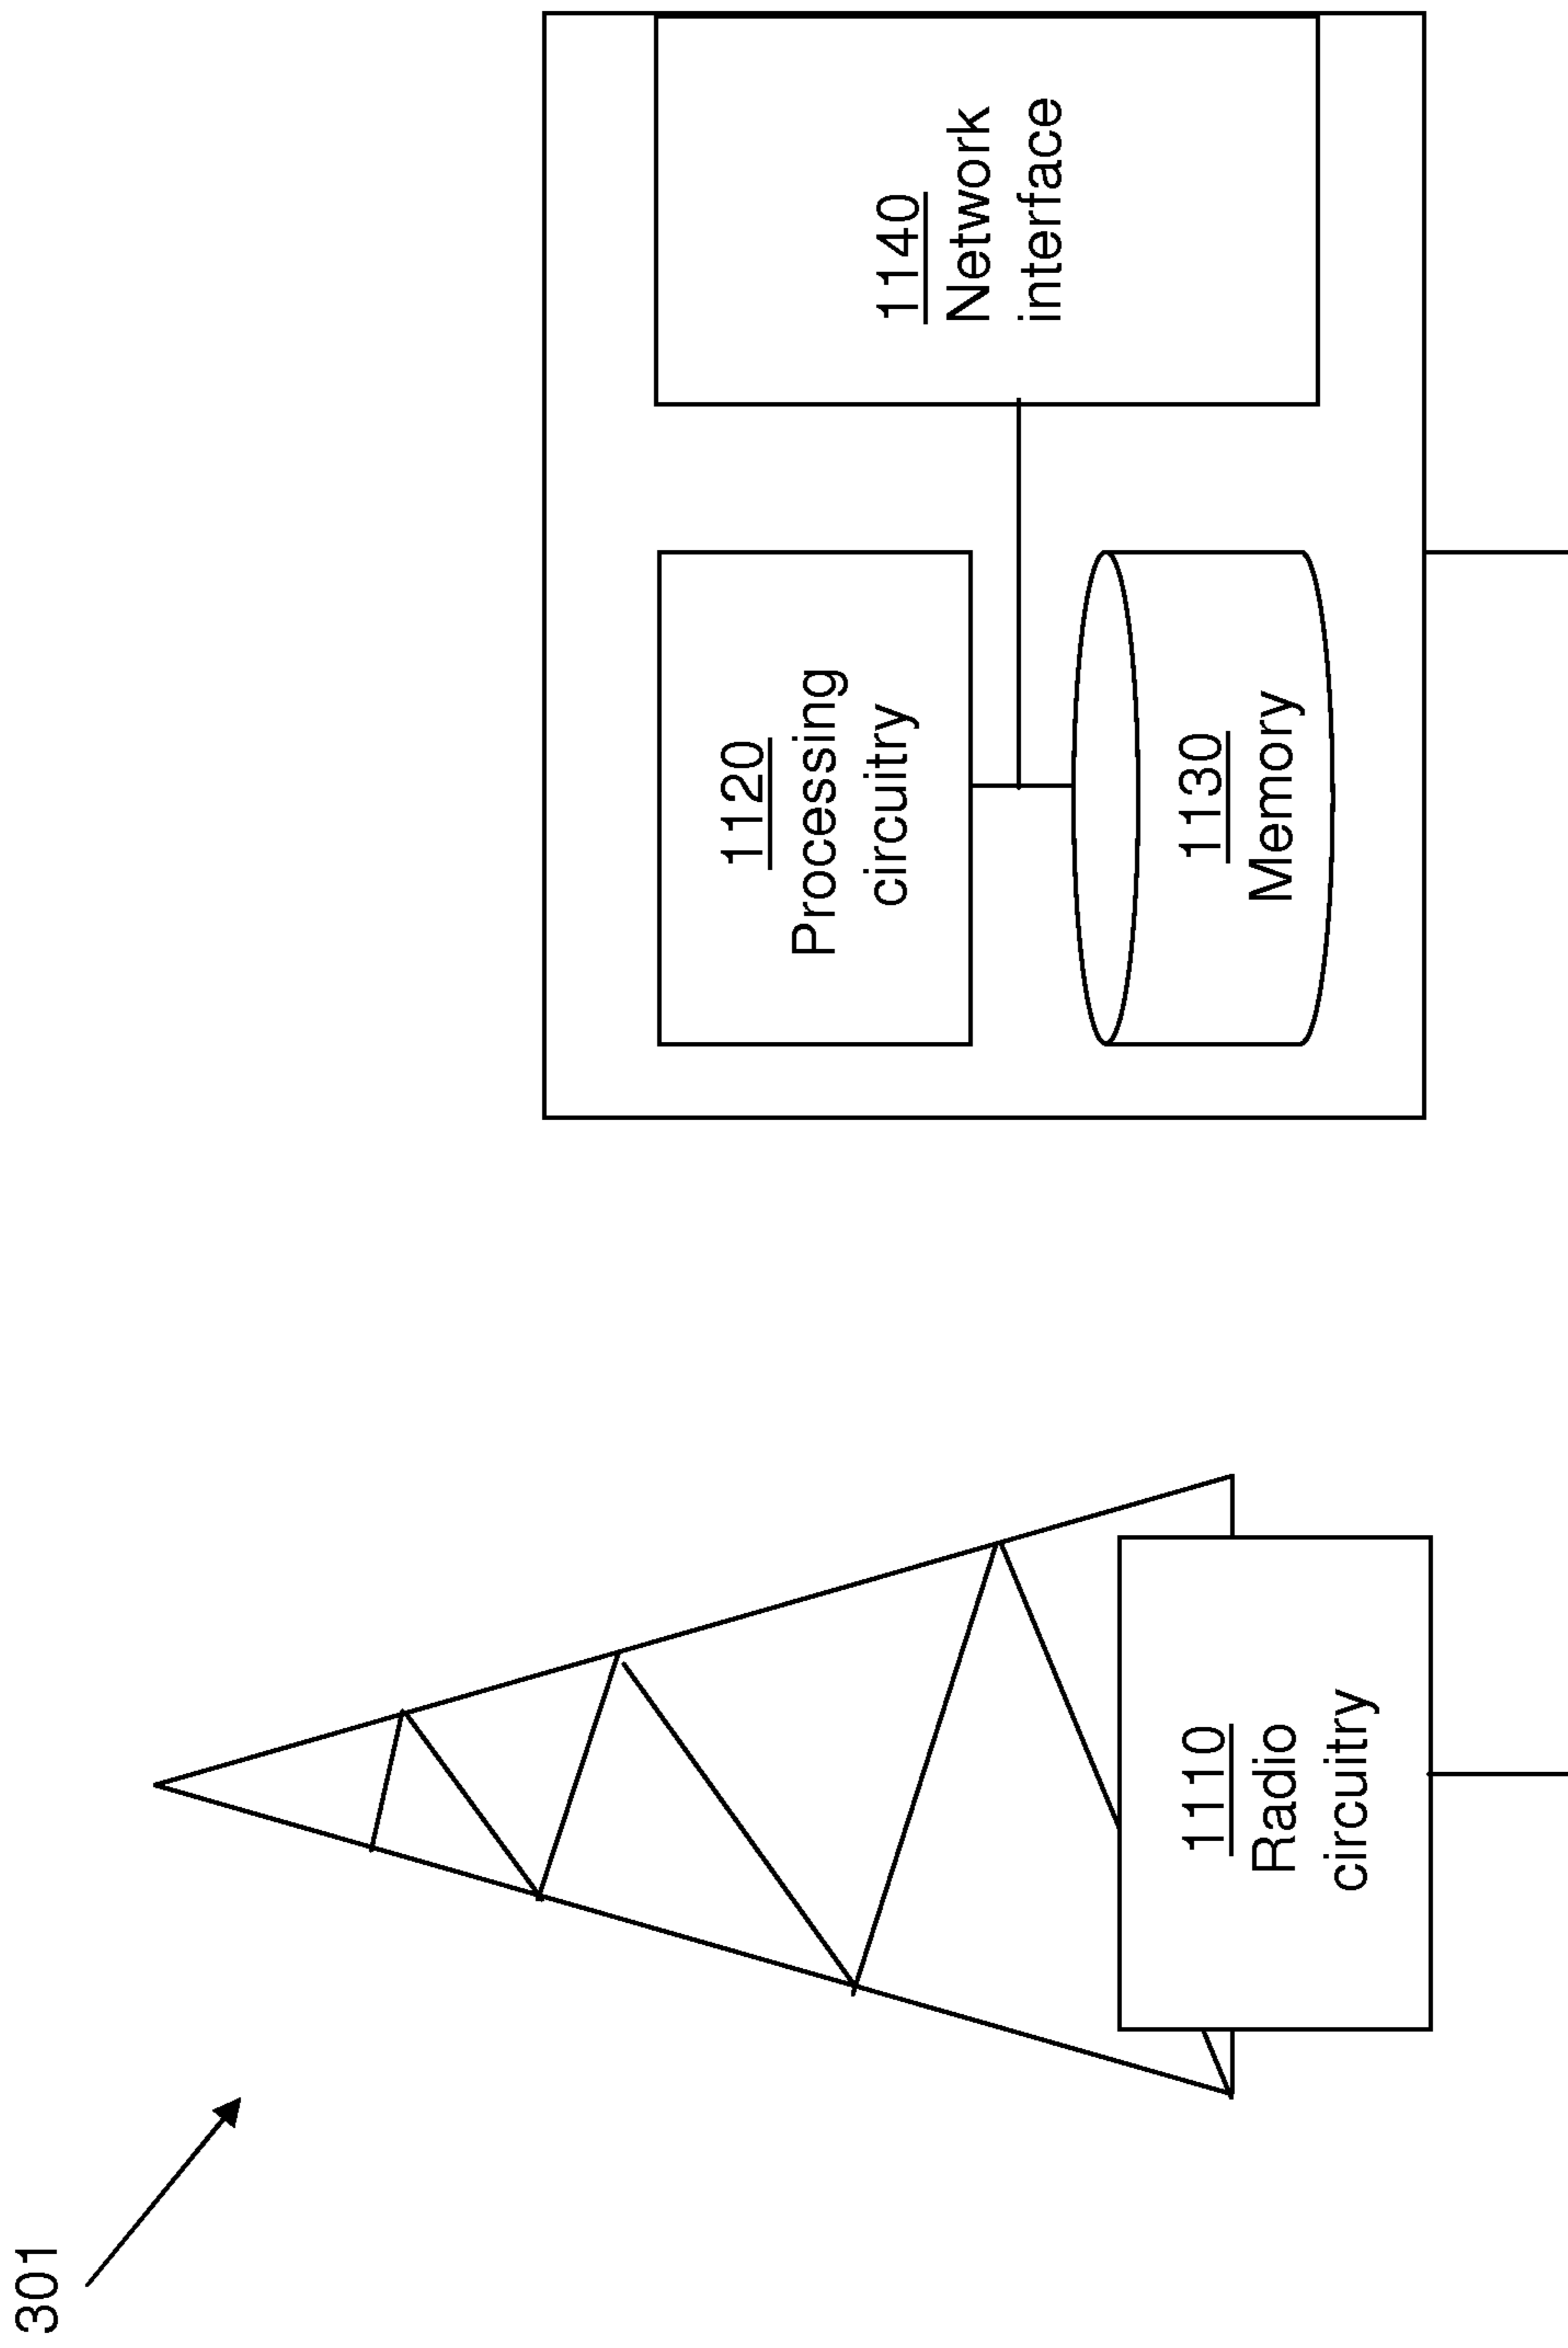 301
1110
Radio
circuitry
1120
Processing
circuitry
1130
Memory
1140
Network
interface